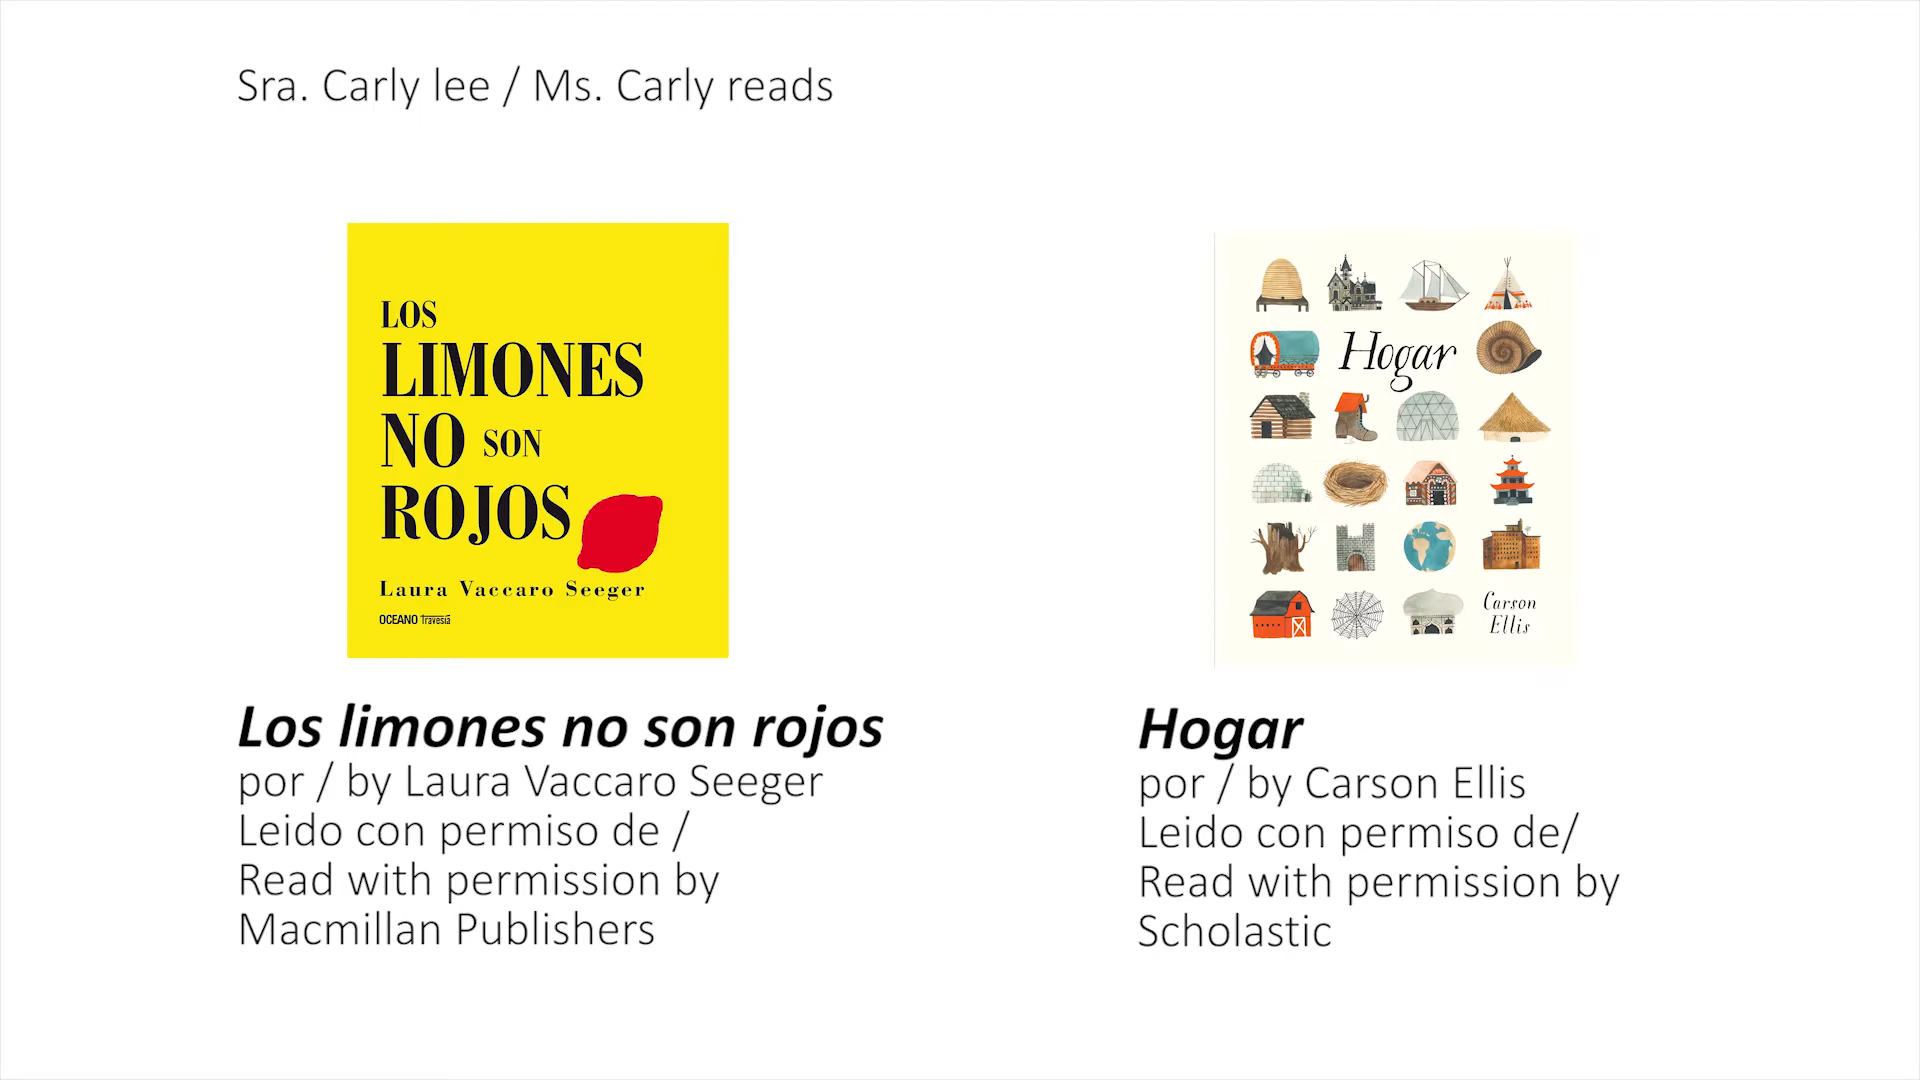 Sra. Carly lee / Ms. Carly reads
LOS
LIMONES
NO SON
ROJOS
Laura Vaccaro Seeger
OCEANO Travesía
Los limones no son rojos
por / by Laura Vaccaro Seeger
Leido con permiso de /
Read with permission by
Macmillan Publishers
Hogar
Carson
Ellis
Hogar
por / by Carson Ellis
Leido con permiso de/
Read with permission by
Scholastic